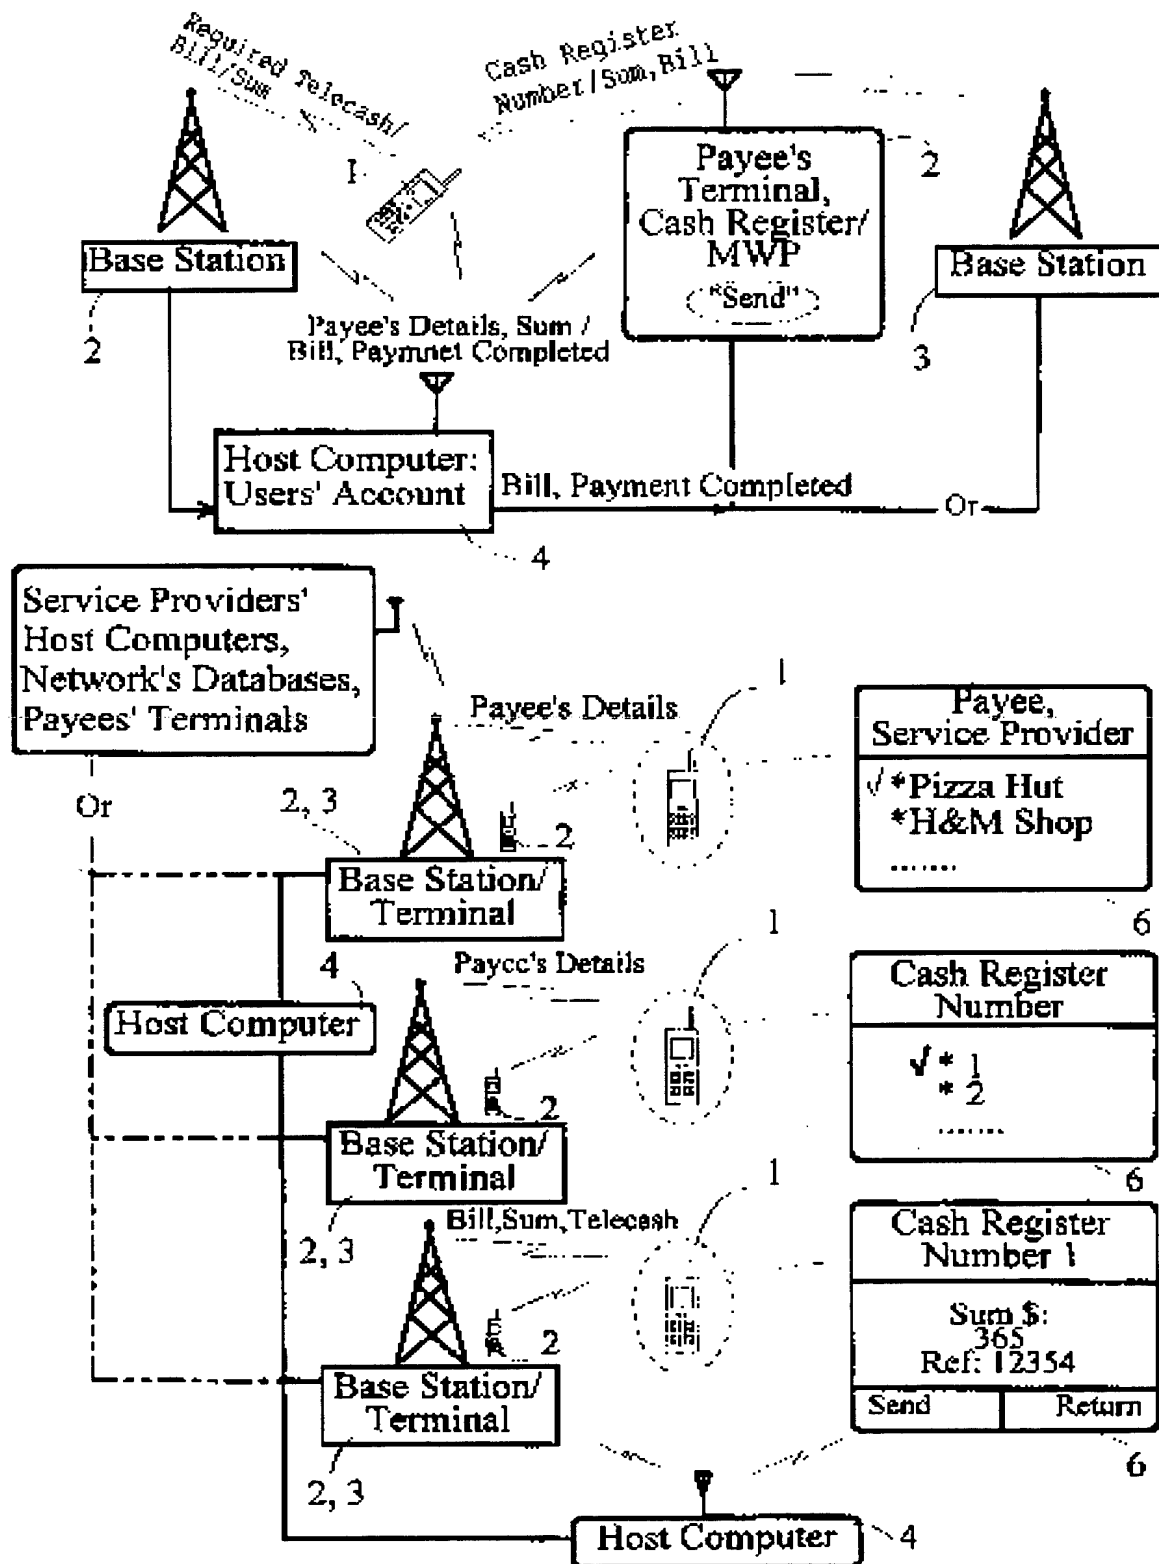 Required Telecash/
Bill/Sum
Cash Register
Number/Sum, Bill
1
Base Station
2
Payee's
Terminal,
Cash Register/
MWP
"Send"
2
Base Station
3
Payee's Details, Sum /
Bill, Paymnet Completed
Host Computer:
Users' Account
Bill, Payment Completed
Or
4
Service Providers'
Host Computers,
Network's Databases,
Payees' Terminals
Or
Payee's Details
1
2, 3
2
Base Station/
Terminal
Payee,
Service Provider
√ *Pizza Hut
*H&M Shop
.......
6
4
Host Computer
Payee's Details
1
2
Base Station/
Terminal
2, 3
Cash Register
Number
√ * 1
* 2
.......
6
Bill,Sum,Telecash
1
2
Base Station/
Terminal
2, 3
Cash Register
Number 1
Sum $:
365
Ref: 12354
Send
Return
6
Host Computer
4